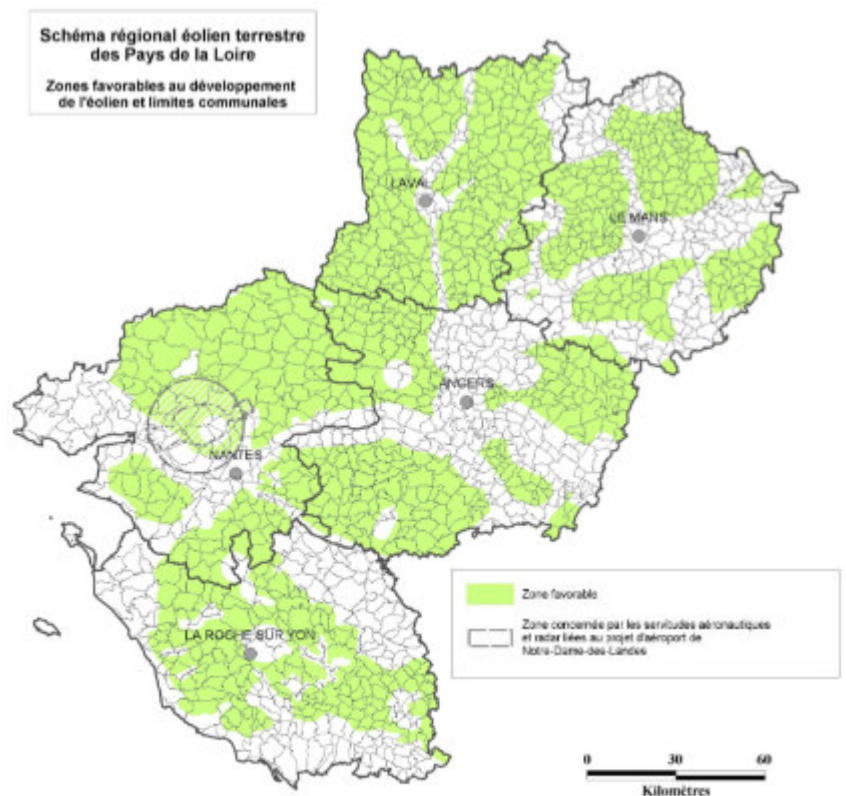 Schéma régional éolien terrestre
des Pays de la Loire
Zones favorables au développement
de l'éolien et limites communales
LAVAL
LE MANS
ANGERS
NANTES
LA ROCHE SUR YON
Zone favorable
Zone concernée par les servitudes aéronautiques
et radar liées au projet d'aéroport de
Notre-Dame-des-Landes
0 30 60
Kilomètres